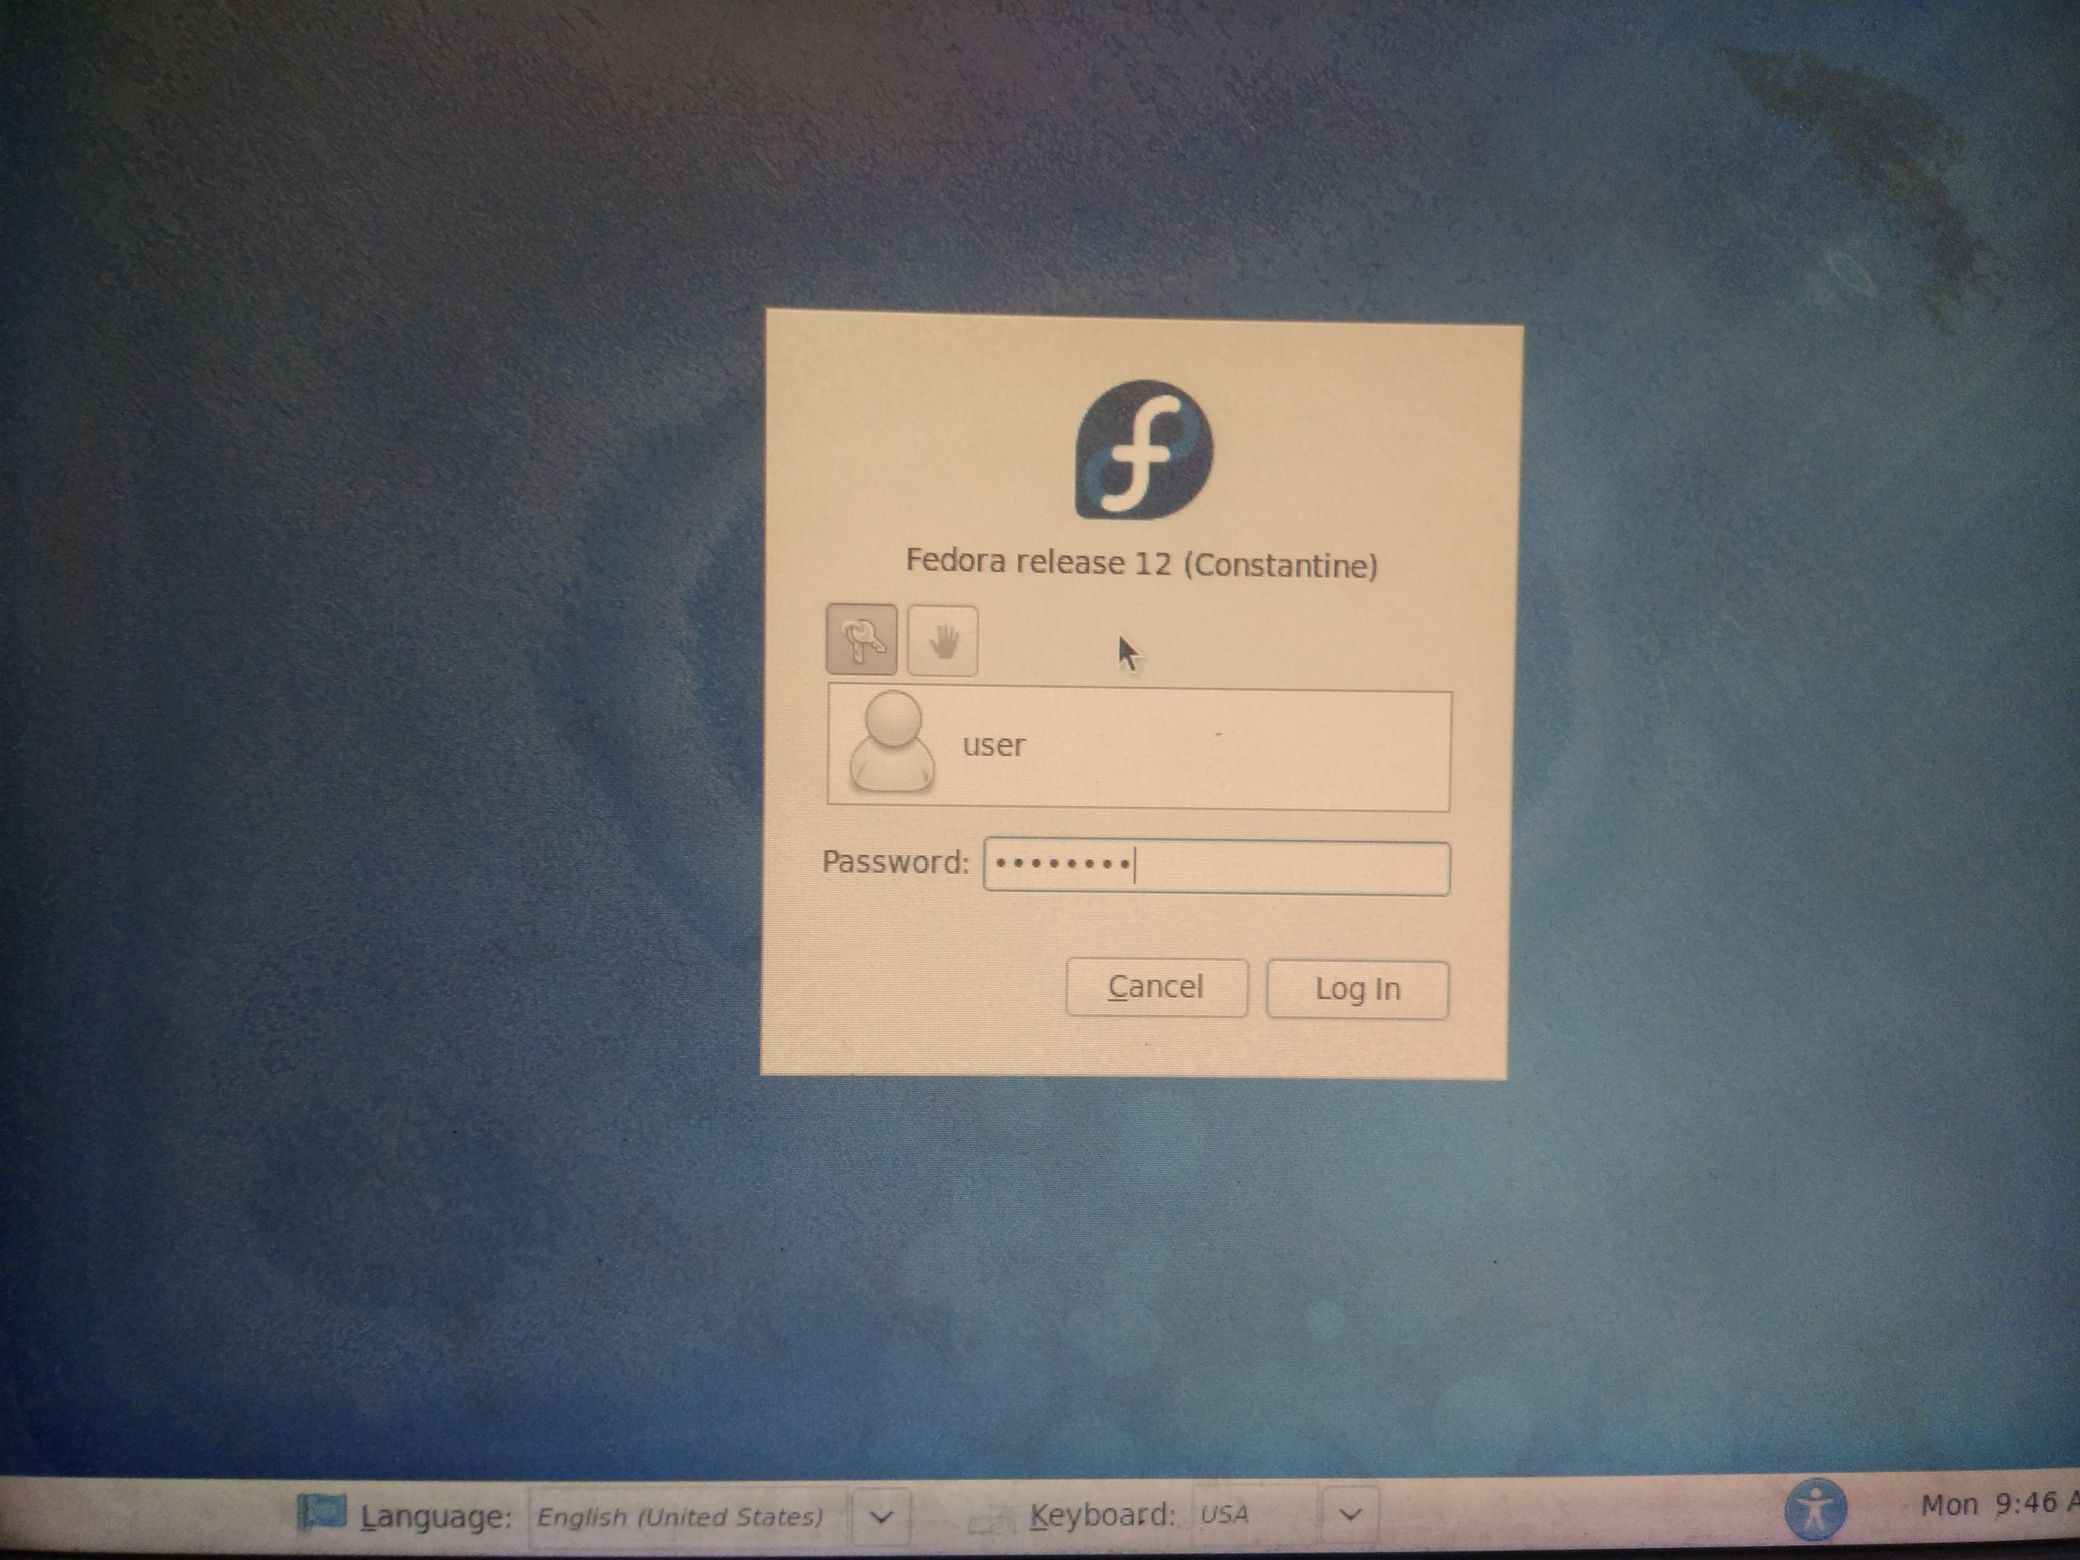 Fedora release 12 (Constantine)
user
Password: ••••••••
Cancel Log In
Language: English (United States) Keyboard: USA Mon 9:46 A